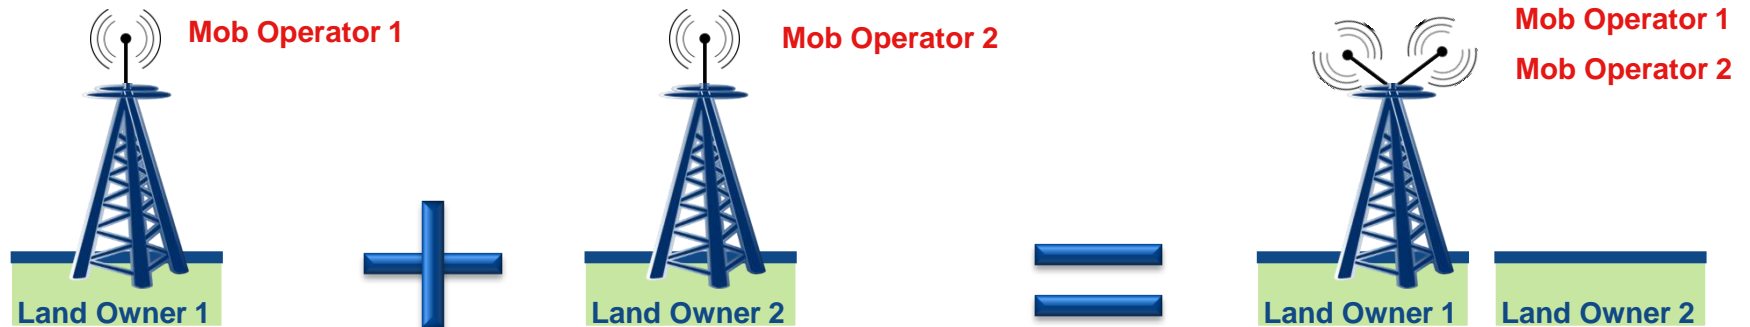 Mob Operator 1
Mob Operator 2
Mob Operator 1
Mob Operator 2
Land Owner 1
Land Owner 2
Land Owner 1
Land Owner 2